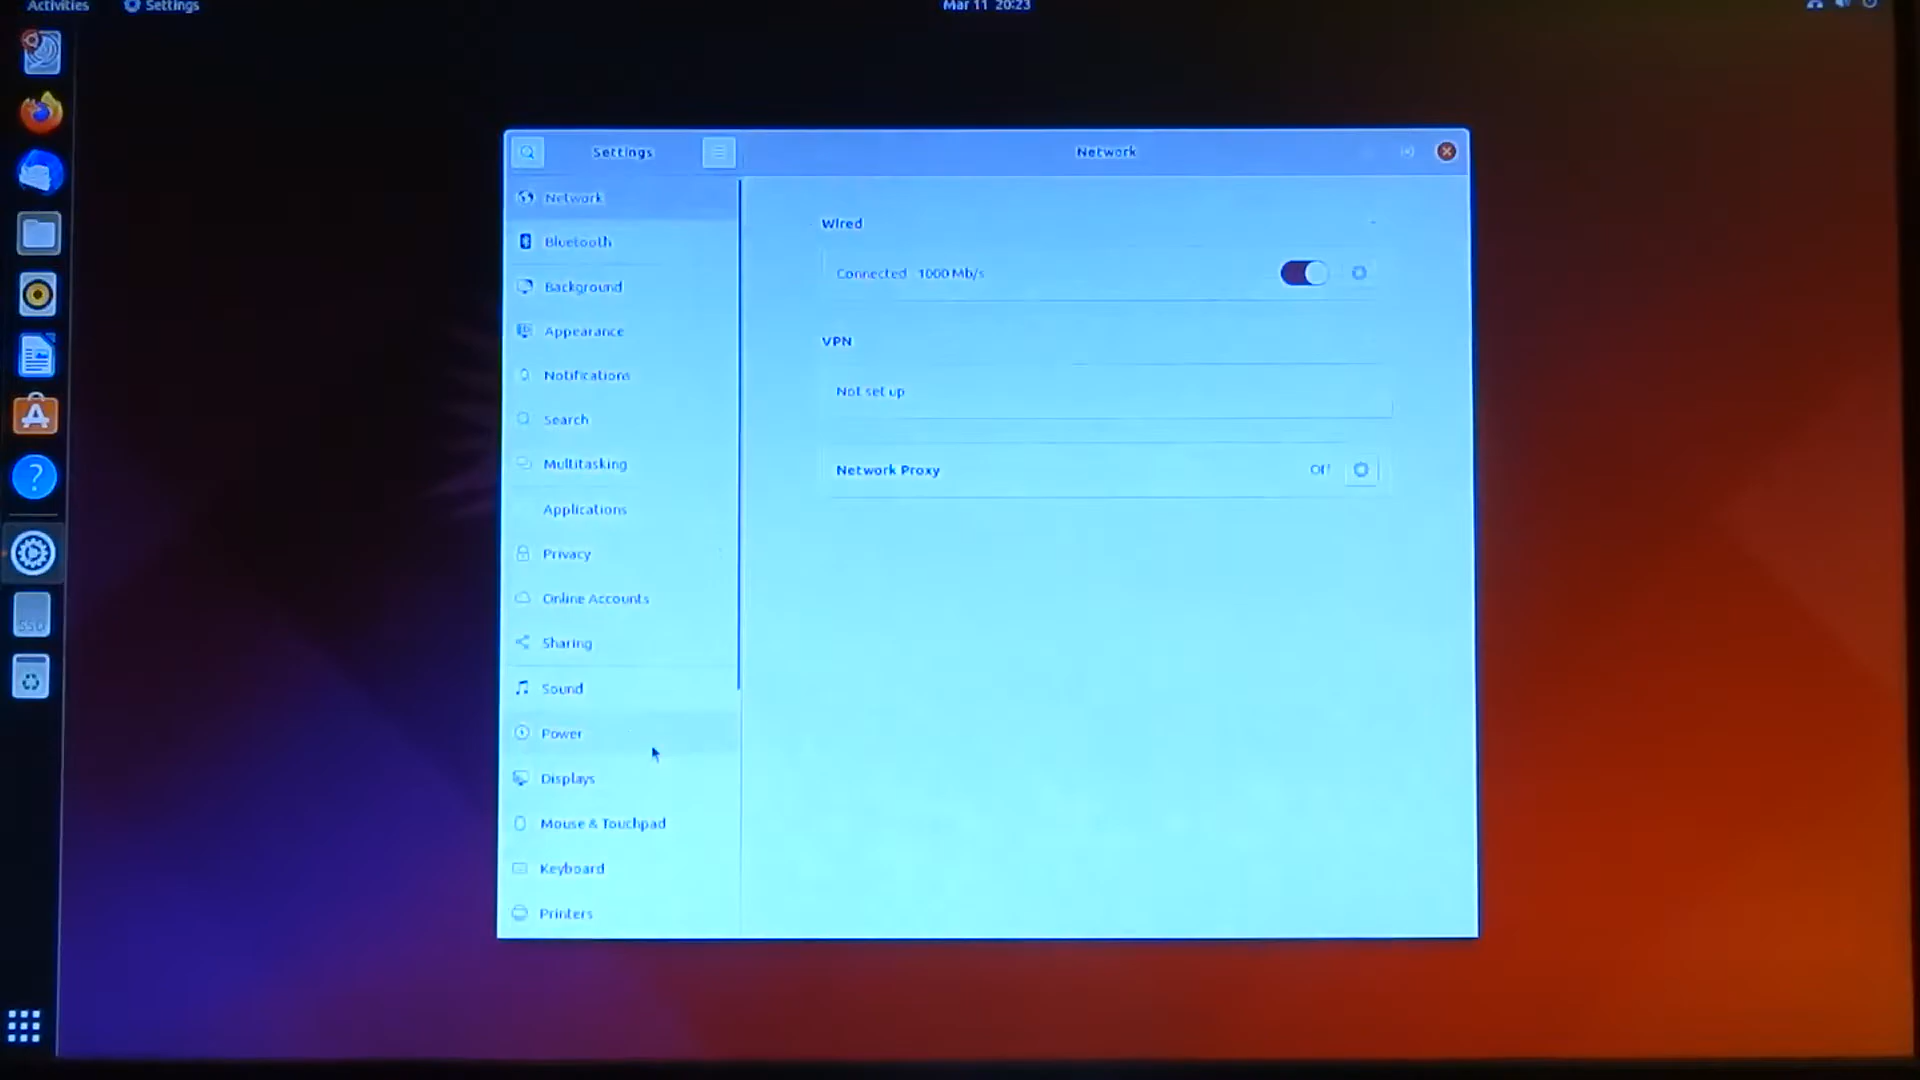 Activities Settings Mar 11 20:23
Settings
Network
Network
Bluetooth
Background
Appearance
Notifications
Search
Multitasking
Applications
Privacy
Online Accounts
Sharing
Sound
Power
Displays
Mouse & Touchpad
Keyboard
Printers
Wired
Connected 1000 Mb/s
VPN
Not set up
Network Proxy Off
SSD
?